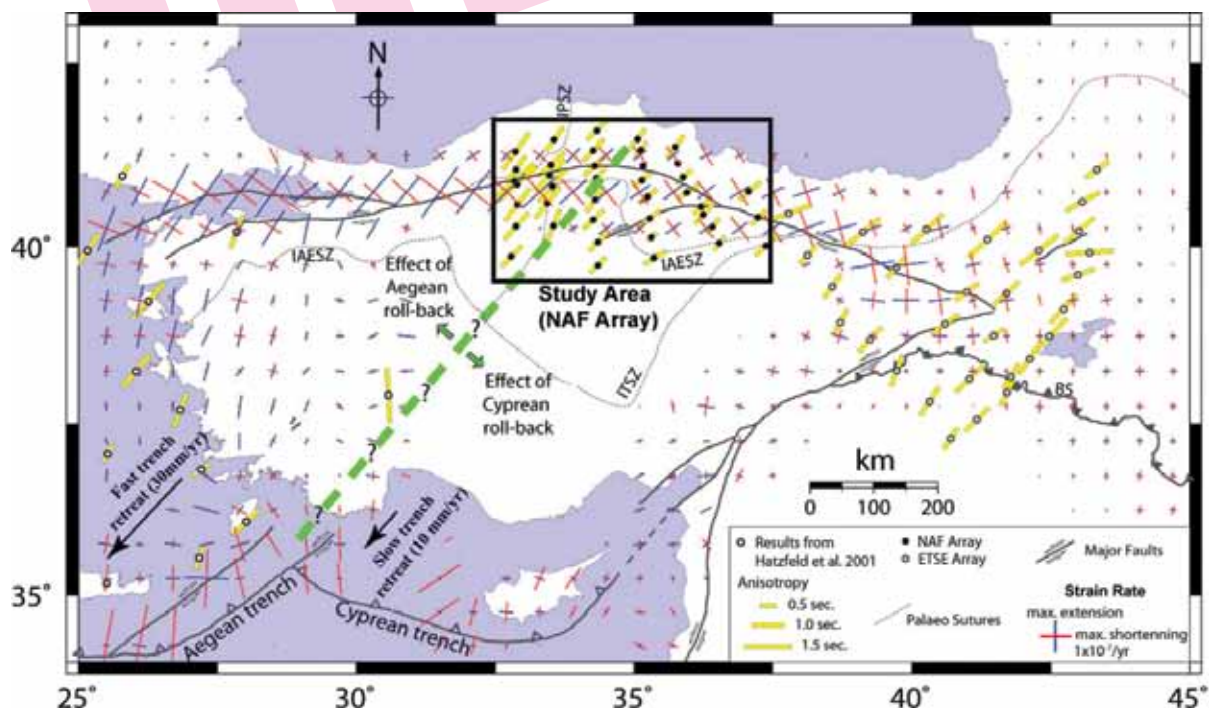 N
IPSZ
40°
IAESZ
Effect of
Aegean
roll-back
IAESZ
Study Area
(NAF Array)
?
Effect of
Cyprean
roll-back
ITSZ
?
BS
?
Fast trench
retreat (30mm/yr)
?
Slow trench
retreat (10 mm/yr)
km
0 100 200
Results from
Hatzfeld et al. 2001
NAF Array
ETSE Array
Major Faults
Anisotropy
0.5 sec.
1.0 sec.
1.5 sec.
Palaeo Sutures
Strain Rate
max. extension
max. shortenning
35°
Aegean trench
Cyprean trench
25° 30° 35° 40° 45°